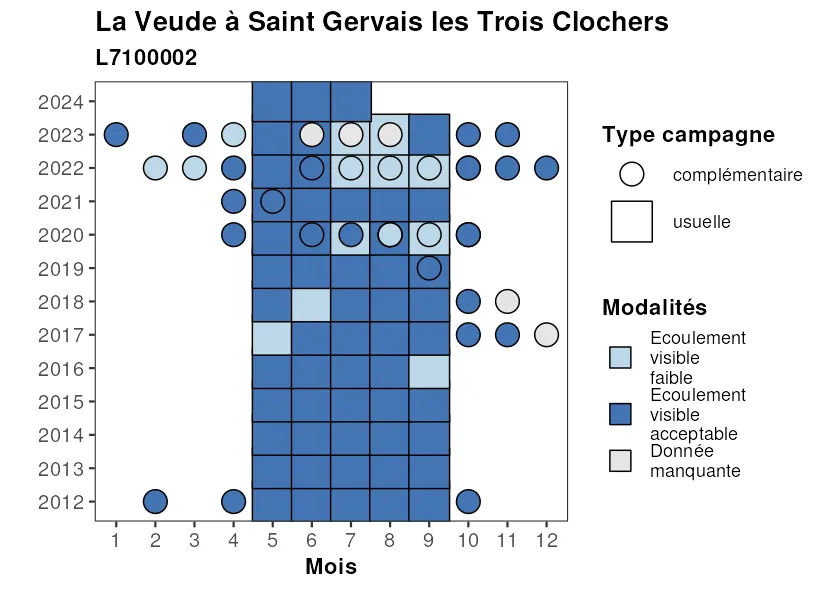 La Veude à Saint Gervais les Trois Clochers
L7100002
2024
2023
2022
2021
2020
2019
2018
2017
2016
2015
2014
2013
2012
1 2 3 4 5 6 7 8 9 10 11 12
Mois
Type campagne
complémentaire
usuelle
Modalités
Ecoulement
visible
faible
Ecoulement
visible
acceptable
Donnée
manquante